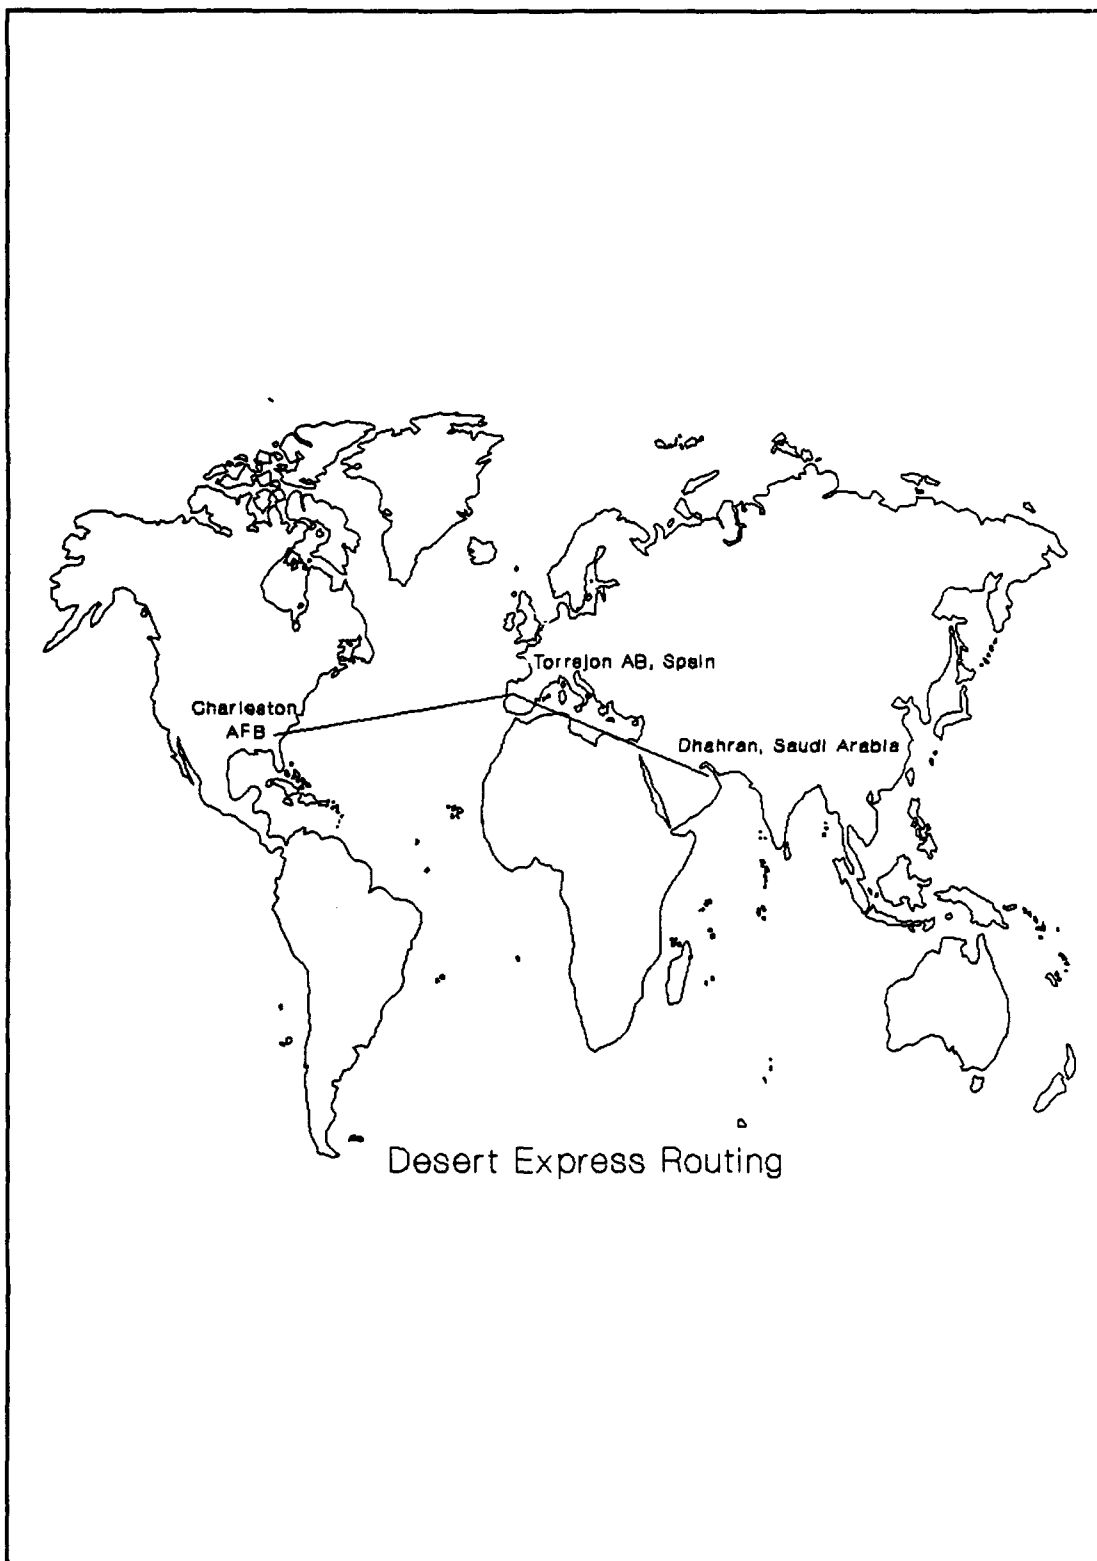 Torrejon AB, Spain
Charleston
AFB
Dhahran, Saudi Arabia
Desert Express Routing